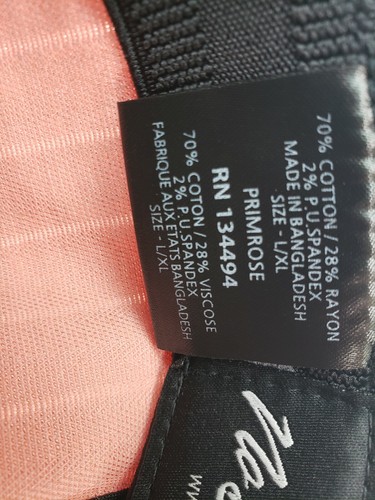 70% COTTON / 28% RAYON
2% P.U.SPANDEX
MADE IN BANGLADESH
SIZE - L/XL
PRIMROSE
RN 134494
70% COTON / 28% VISCOSE
2% P.U.SPANDEX
FABRIQUE AUX ETATS BANGLADESH
SIZE - L/XL